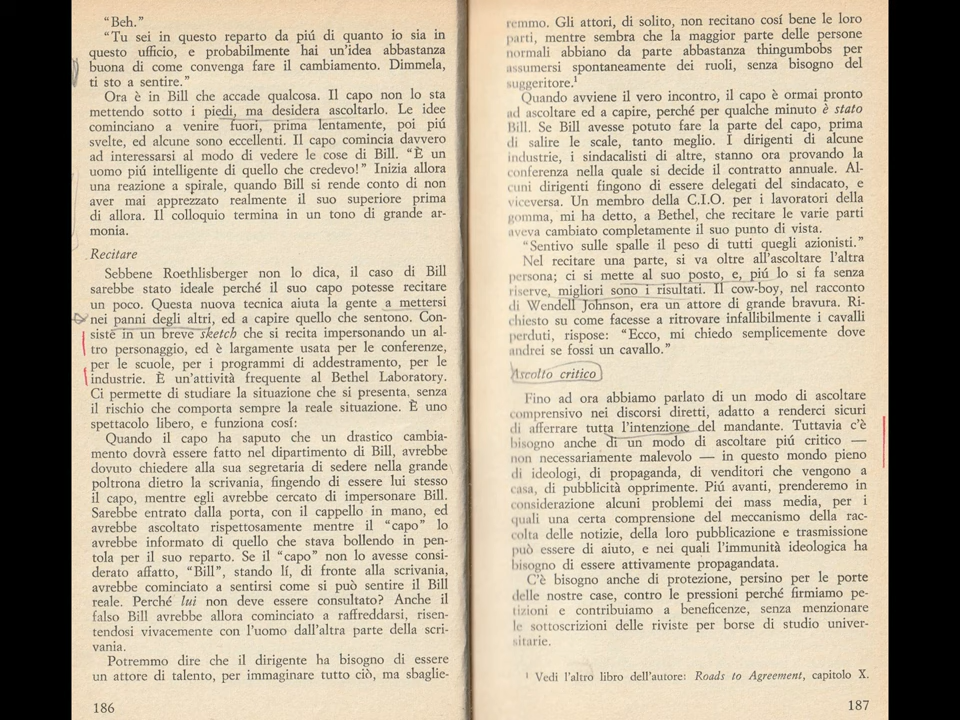 “Beh.”
“Tu sei in questo reparto da piú di quanto io sia in
questo ufficio, e probabilmente hai un'idea abbastanza
buona di come convenga fare il cambiamento. Dimmela,
ti sto a sentire.”
Ora è in Bill che accade qualcosa. Il capo non lo sta
mettendo sotto i piedi, ma desidera ascoltarlo. Le idee
cominciano a venire fuori, prima lentamente, poi piú
svelte, ed alcune sono eccellenti. Il capo comincia davvero
ad interessarsi al modo di vedere le cose di Bill. “È un
uomo piú intelligente di quello che credevo!” Inizia allora
una reazione a spirale, quando Bill si rende conto di non
aver mai apprezzato realmente il suo superiore prima
di allora. Il colloquio termina in un tono di grande ar-
monia.
Recitare
Sebbene Roethlisberger non lo dica, il caso di Bill
sarebbe stato ideale perché il suo capo potesse recitare
un poco. Questa nuova tecnica aiuta la gente a mettersi
nei panni degli altri, ed a capire quello che sentono. Con-
siste in un breve sketch che si recita impersonando un al-
tro personaggio, ed è largamente usata per le conferenze,
per le scuole, per i programmi di addestramento, per le
industrie. È un'attività frequente al Bethel Laboratory.
Ci permette di studiare la situazione che si presenta, senza
il rischio che comporta sempre la reale situazione. È uno
spettacolo libero, e funziona cosí:
Quando il capo ha saputo che un drastico cambia-
mento dovrà essere fatto nel dipartimento di Bill, avrebbe
dovuto chiedere alla sua segretaria di sedere nella grande
poltrona dietro la scrivania, fingendo di essere lui stesso
il capo, mentre egli avrebbe cercato di impersonare Bill.
Sarebbe entrato dalla porta, con il cappello in mano, ed
avrebbe ascoltato rispettosamente mentre il “capo” lo
avrebbe informato di quello che stava bollendo in pen-
tola per il suo reparto. Se il “capo” non lo avesse consi-
derato affatto, “Bill”, stando lí, di fronte alla scrivania,
avrebbe cominciato a sentirsi come si può sentire il Bill
reale. Perché lui non deve essere consultato? Anche il
falso Bill avrebbe allora cominciato a raffreddarsi, risen-
tendosi vivacemente con l'uomo dall'altra parte della scri-
vania.
Potremmo dire che il dirigente ha bisogno di essere
un attore di talento, per immaginare tutto ciò, ma sbaglie-
186
remmo. Gli attori, di solito, non recitano cosí bene le loro
parti, mentre sembra che la maggior parte delle persone
normali abbiano da parte abbastanza thingumbobs per
assumersi spontaneamente dei ruoli, senza bisogno del
suggeritore.¹
Quando avviene il vero incontro, il capo è ormai pronto
ad ascoltare ed a capire, perché per qualche minuto è stato
Bill. Se Bill avesse potuto fare la parte del capo, prima
di salire le scale, tanto meglio. I dirigenti di alcune
industrie, i sindacalisti di altre, stanno ora provando la
conferenza nella quale si decide il contratto annuale. Al-
cuni dirigenti fingono di essere delegati del sindacato, e
viceversa. Un membro della C.I.O. per i lavoratori della
gomma, mi ha detto, a Bethel, che recitare le varie parti
aveva cambiato completamente il suo punto di vista.
“Sentivo sulle spalle il peso di tutti quegli azionisti.”
Nel recitare una parte, si va oltre all'ascoltare l'altra
persona; ci si mette al suo posto, e, piú lo si fa senza
riserve, migliori sono i risultati. Il cow-boy, nel racconto
di Wendell Johnson, era un attore di grande bravura. Ri-
chiesto su come facesse a ritrovare infallibilmente i cavalli
perduti, rispose: “Ecco, mi chiedo semplicemente dove
andrei se fossi un cavallo.”
Ascolto critico
Fino ad ora abbiamo parlato di un modo di ascoltare
comprensivo nei discorsi diretti, adatto a renderci sicuri
di afferrare tutta l'intenzione del mandante. Tuttavia c'è
bisogno anche di un modo di ascoltare piú critico —
non necessariamente malevolo — in questo mondo pieno
di ideologi, di propaganda, di venditori che vengono a
casa, di pubblicità opprimente. Piú avanti, prenderemo in
considerazione alcuni problemi dei mass media, per i
quali una certa comprensione del meccanismo della rac-
colta delle notizie, della loro pubblicazione e trasmissione
può essere di aiuto, e nei quali l'immunità ideologica ha
bisogno di essere attivamente propagandata.
C'è bisogno anche di protezione, persino per le porte
delle nostre case, contro le pressioni perché firmiamo pe-
tizioni e contribuiamo a beneficenze, senza menzionare
le sottoscrizioni delle riviste per borse di studio univer-
sitarie.
¹ Vedi l'altro libro dell'autore: Roads to Agreement, capitolo X.
187